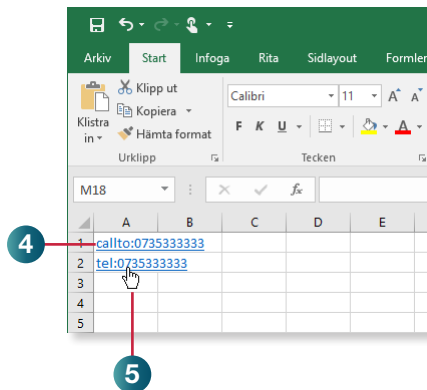 Arkiv Start Infoga Rita Sidlayout Formler
Klistra in
Klipp ut
Kopiera
Hämta format
Urklipp
Calibri 11 A A
F K U A
Tecken
M18 fx
A B C D E
1 callto:0735333333
2 tel:0735333333
3
4
5
4
5